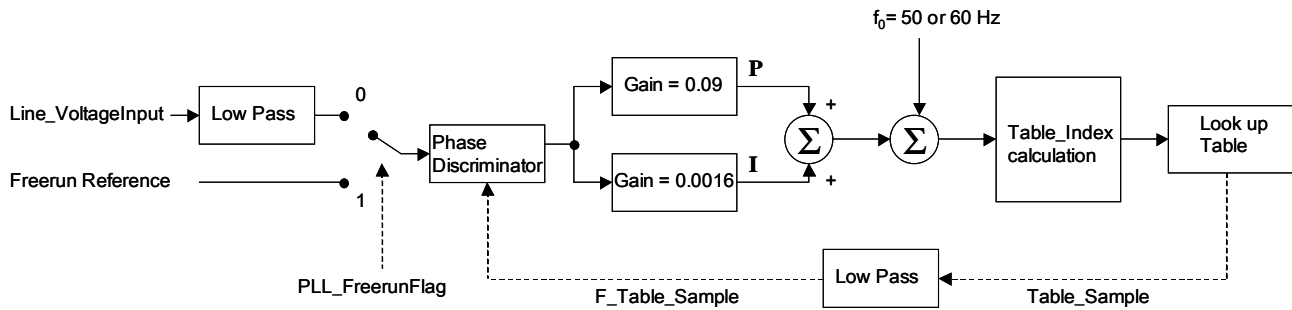 f₀= 50 or 60 Hz
Line_VoltageInput
Low Pass
0
Freerun Reference
1
PLL_FreerunFlag
Phase
Discriminator
Gain = 0.09
P
Gain = 0.0016
I
+
Σ
+
Σ
Table_Index
calculation
Look up
Table
Low Pass
F_Table_Sample
Table_Sample